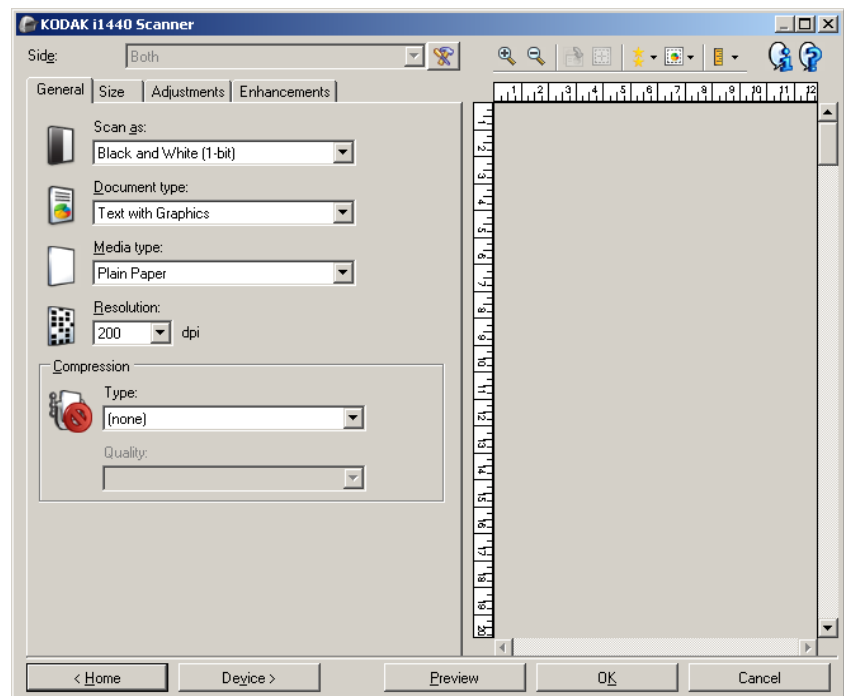 KODAK i1440 Scanner
Side: Both
General Size Adjustments Enhancements
1 2 3 4 5 6 7 8 9 10 11 12
Scan as:
Black and White (1-bit)
Document type:
Text with Graphics
Media type:
Plain Paper
Resolution:
200 dpi
Compression
Type:
(none)
Quality:
1
2
3
4
5
6
7
8
9
10
11
12
13
14
15
16
17
18
19
20
< Home Device > Preview OK Cancel